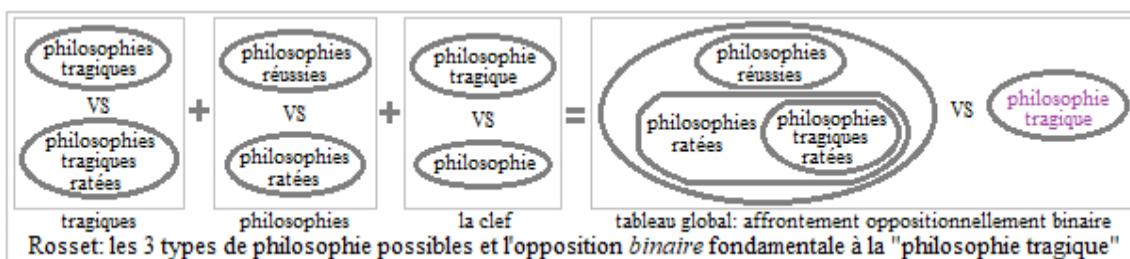 philosophies
tragiques
VS
philosophies
tragiques
ratées
tragiques
+
philosophies
réussies
VS
philosophies
ratées
philosophies
+
philosophie
tragique
VS
philosophie
la clef
=
philosophies
réussies
philosophies
ratées
philosophies
tragiques
ratées
VS
philosophie
tragique
tableau global: affrontement oppositionnellement binaire
Rosset: les 3 types de philosophie possibles et l'opposition binaire fondamentale à la "philosophie tragique"